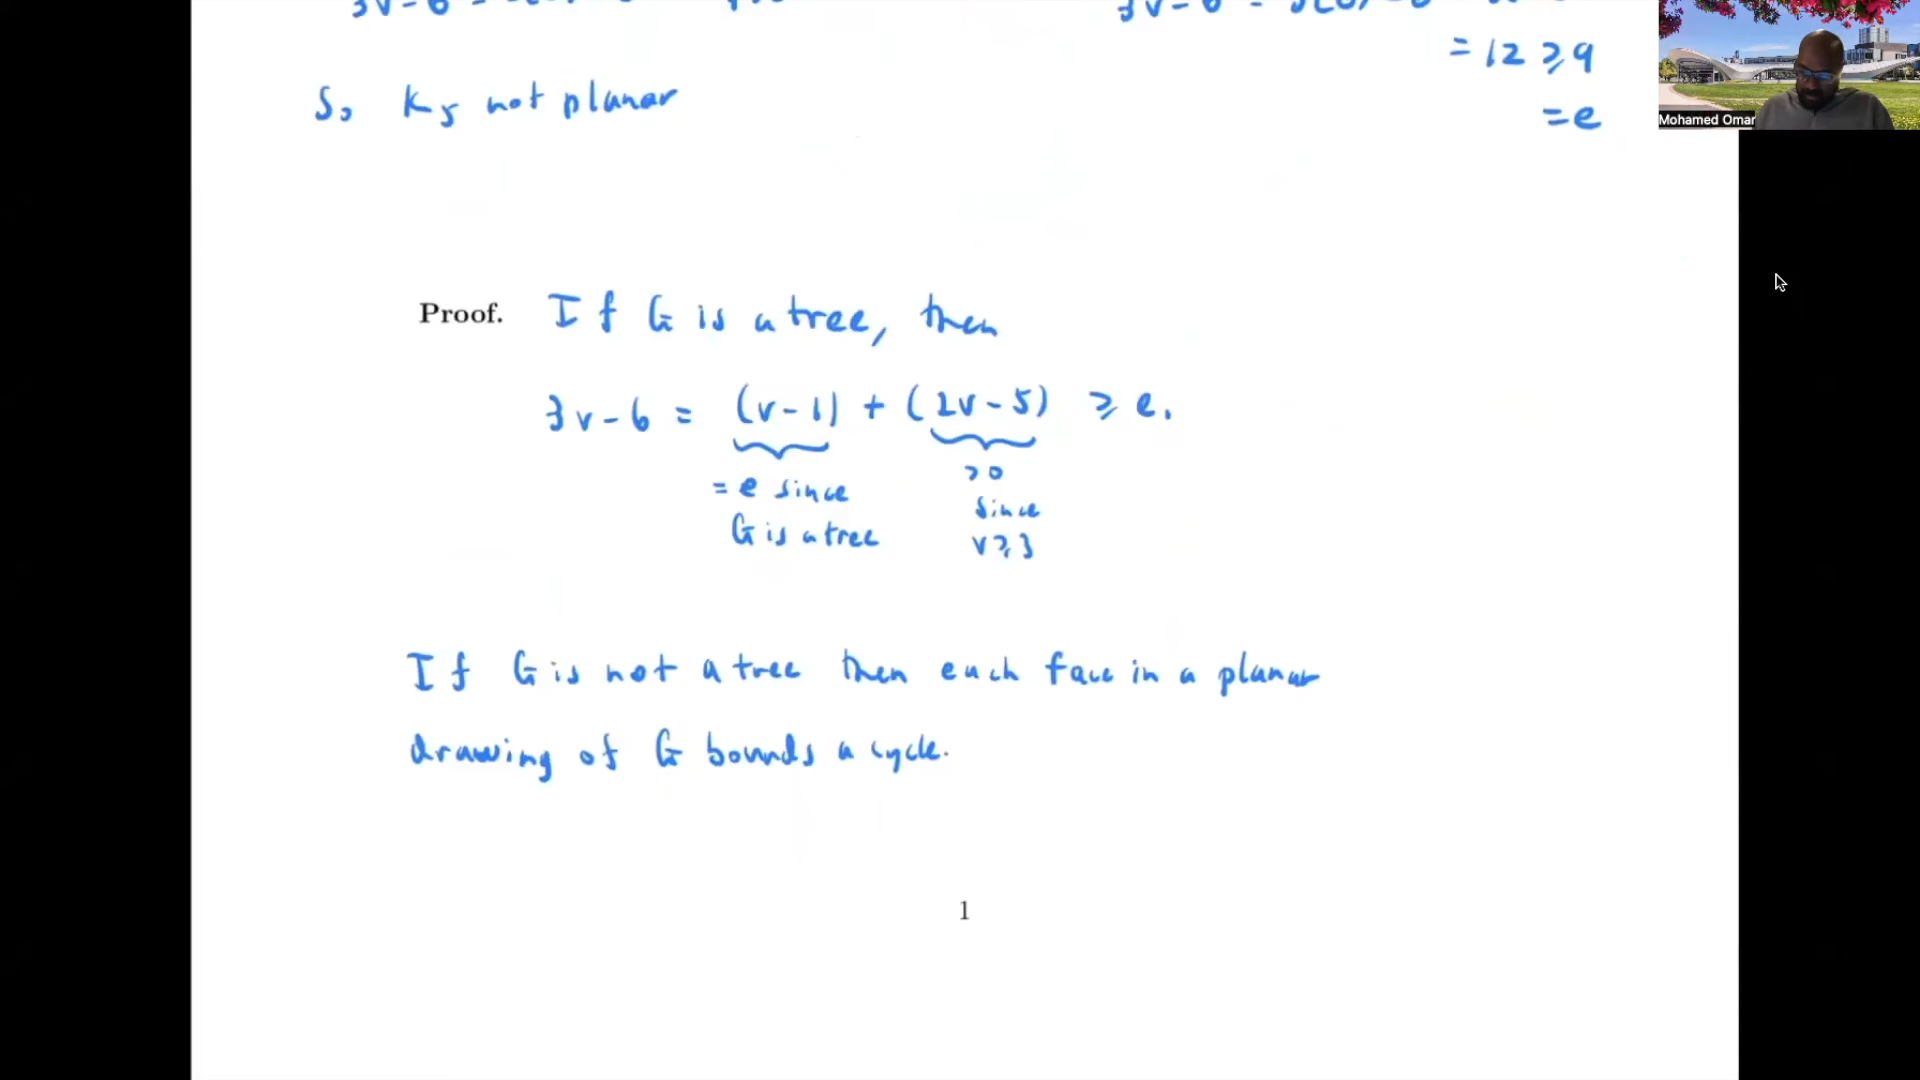 = 12 ≥ 9
So K5 not planar
= e
Mohamed Omar
Proof. If G is a tree, then
3v-6 = (v-1) + (2v-5) ≥ e.
= e since
G is a tree
>0
since
v≥3
If G is not a tree then each face in a planar
drawing of G bounds a cycle.
1